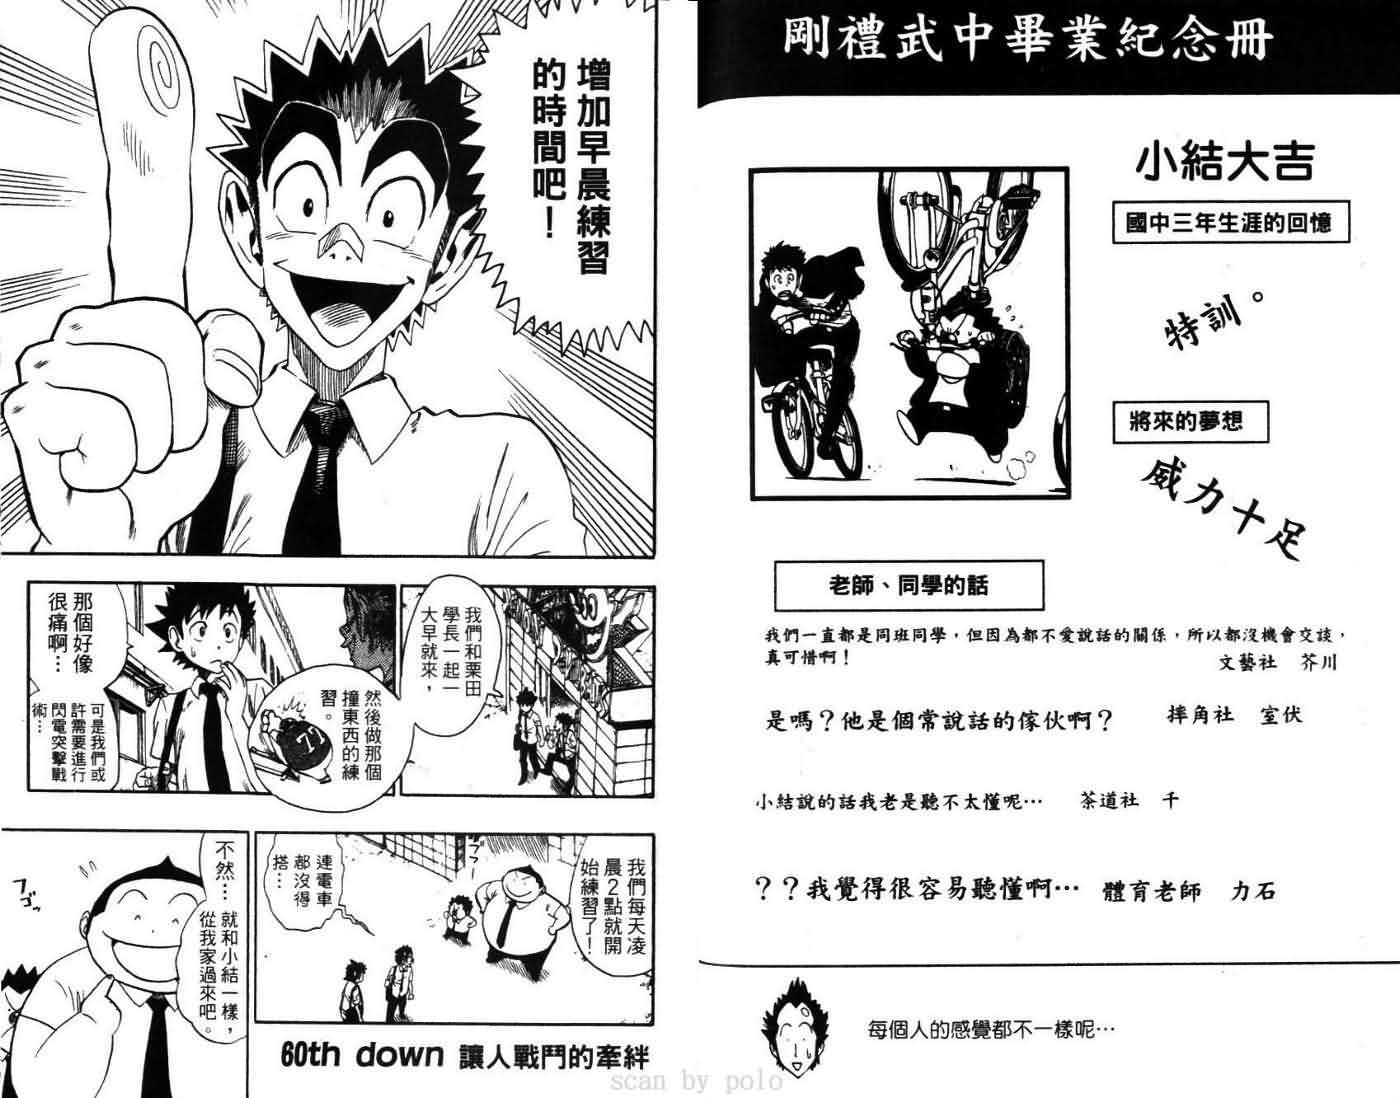 剛禮武中畢業紀念冊
小結大吉
國中三年生涯的回憶
特訓。
將來的夢想
威力十足
老師、同學的話
我們一直都是同班同學，但因為都不愛說話的關係，所以都沒機會交談，
真可惜啊！
文藝社 芥川
是嗎？他是個常說話的傢伙啊？
摔角社 室伏
小結說的話我老是聽不太懂呢…
茶道社 千
？？我覺得很容易聽懂啊…
體育老師 力石
每個人的感覺都不一樣呢…
增加早晨練習
的時間吧！
我們和栗田
學長一起一
大早就來，
然後做那個
撞東西的練
習。
77
那個好像
很痛啊…
可是我們或
許需要進行
閃電突擊戰
術…
我們每天凌
晨2點就開
始練習了！
フゴッ
連電車
都沒得
搭…
不然…就和小結一樣，
從我家過來吧。
フゴッ
60th down 讓人戰鬥的牽絆
scan by polo